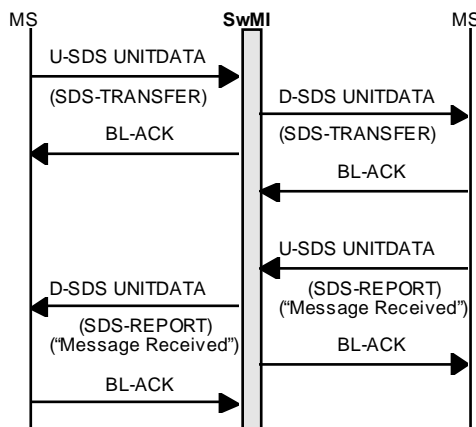 MS SwMI MS
U-SDS UNITDATA
(SDS-TRANSFER)
D-SDS UNITDATA
(SDS-TRANSFER)
BL-ACK
BL-ACK
U-SDS UNITDATA
(SDS-REPORT)
("Message Received")
D-SDS UNITDATA
(SDS-REPORT)
("Message Received")
BL-ACK
BL-ACK